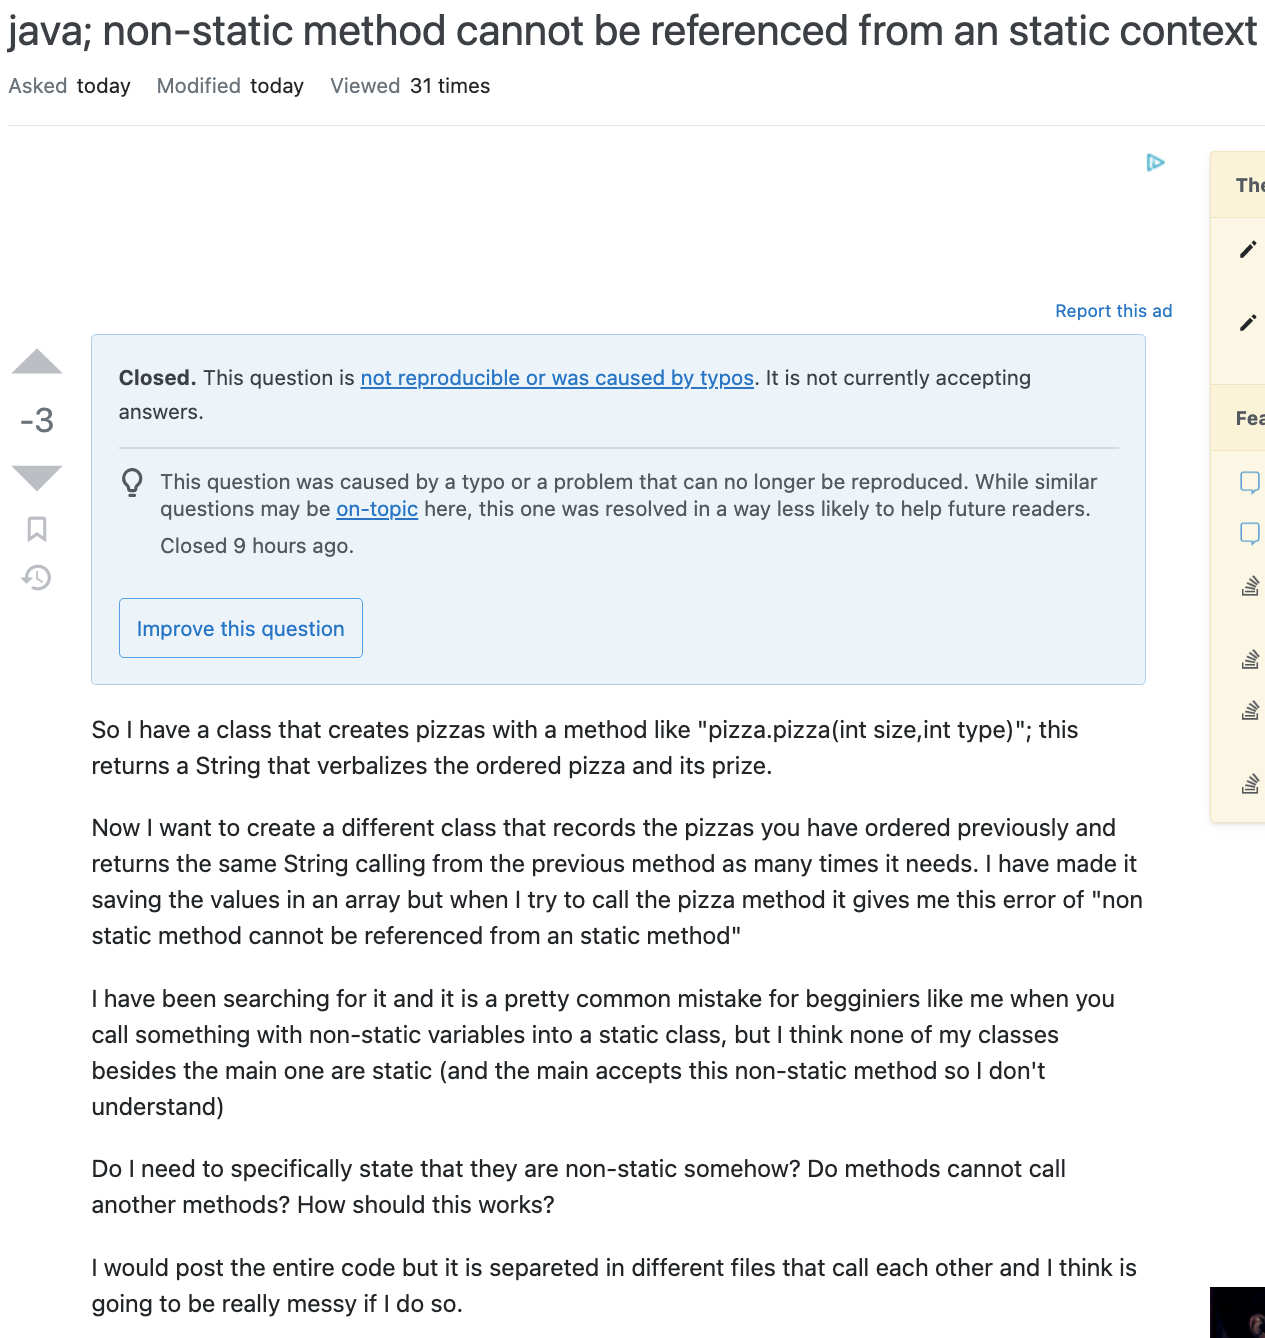 java; non-static method cannot be referenced from an static context
Asked today Modified today Viewed 31 times
The
Report this ad
Closed. This question is not reproducible or was caused by typos. It is not currently accepting
answers.
-3
Fea
This question was caused by a typo or a problem that can no longer be reproduced. While similar
questions may be on-topic here, this one was resolved in a way less likely to help future readers.
Closed 9 hours ago.
Improve this question
So I have a class that creates pizzas with a method like "pizza.pizza(int size,int type)"; this
returns a String that verbalizes the ordered pizza and its prize.
Now I want to create a different class that records the pizzas you have ordered previously and
returns the same String calling from the previous method as many times it needs. I have made it
saving the values in an array but when I try to call the pizza method it gives me this error of "non
static method cannot be referenced from an static method"
I have been searching for it and it is a pretty common mistake for begginiers like me when you
call something with non-static variables into a static class, but I think none of my classes
besides the main one are static (and the main accepts this non-static method so I don't
understand)
Do I need to specifically state that they are non-static somehow? Do methods cannot call
another methods? How should this works?
I would post the entire code but it is separeted in different files that call each other and I think is
going to be really messy if I do so.